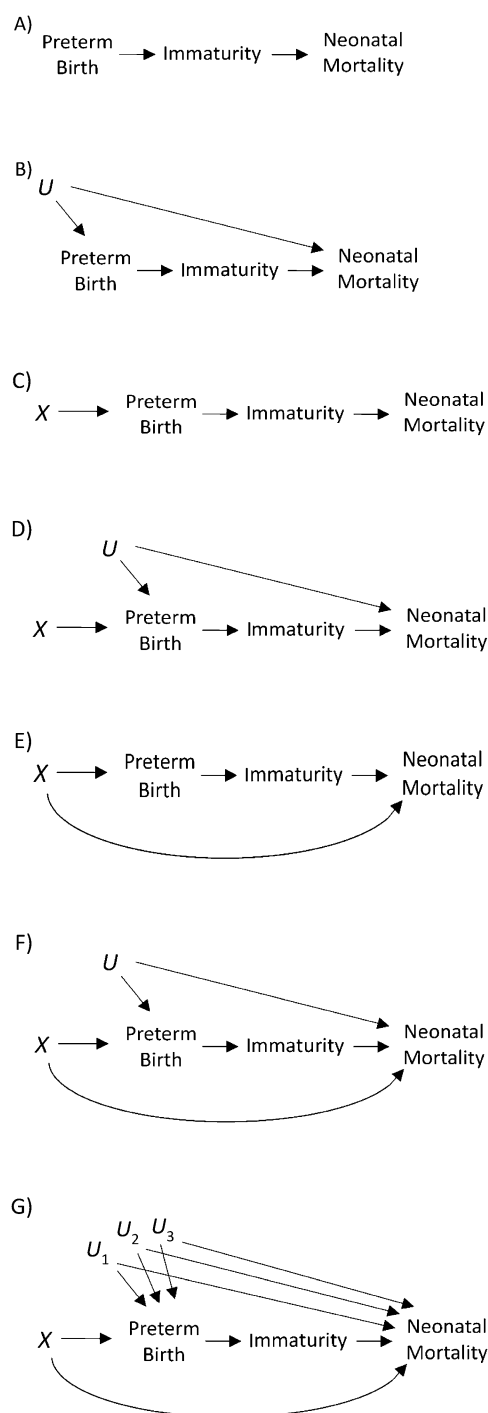 A)
Preterm Birth Immaturity Neonatal Mortality
B)
U
Preterm Birth Immaturity Neonatal Mortality
C)
X Preterm Birth Immaturity Neonatal Mortality
D)
U
X Preterm Birth Immaturity Neonatal Mortality
E)
X Preterm Birth Immaturity Neonatal Mortality
F)
U
X Preterm Birth Immaturity Neonatal Mortality
G)
U1 U2 U3
X Preterm Birth Immaturity Neonatal Mortality